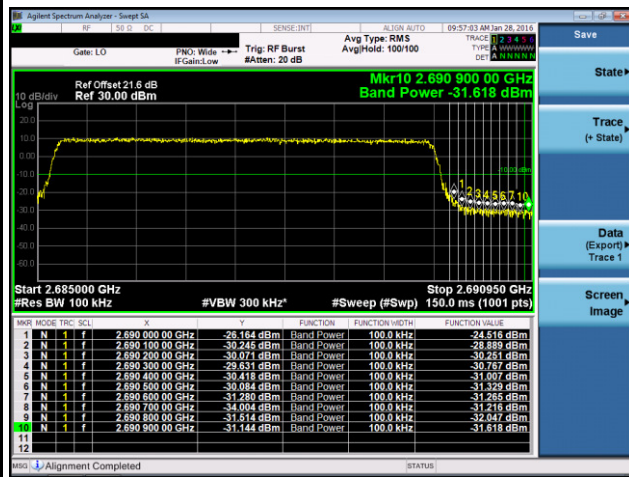 Agilent Spectrum Analyzer - Swept SA
RF 50 Ω DC SENSE:INT ALIGN AUTO 09:57:03 AM Jan 28, 2016
Gate: LO PNO: Wide Trig: RF Burst Avg Type: RMS TRACE 1 2 3 4 5 6
IFGain:Low #Atten: 20 dB Avg|Hold: 100/100 TYPE A WWWWW
DET A N N N N N
Mkr10 2.690 900 00 GHz
Ref Offset 21.6 dB
10 dB/div Ref 30.00 dBm Band Power -31.618 dBm
Log
20.0
10.0
0.00
-10.0
-10.00 dBm
-20.0
1 2 3 4 5 6 7 10
-30.0
-40.0
-50.0
-60.0
Start 2.685000 GHz Stop 2.690950 GHz
#Res BW 100 kHz #VBW 300 kHz* #Sweep (#Swp) 150.0 ms (1001 pts)
MKR MODE TRC SCL X Y FUNCTION FUNCTION WIDTH FUNCTION VALUE
1 N 1 f 2.690 000 00 GHz -26.164 dBm Band Power 100.0 kHz -24.516 dBm
2 N 1 f 2.690 100 00 GHz -30.245 dBm Band Power 100.0 kHz -28.889 dBm
3 N 1 f 2.690 200 00 GHz -30.071 dBm Band Power 100.0 kHz -30.251 dBm
4 N 1 f 2.690 300 00 GHz -29.631 dBm Band Power 100.0 kHz -30.767 dBm
5 N 1 f 2.690 400 00 GHz -30.418 dBm Band Power 100.0 kHz -31.007 dBm
6 N 1 f 2.690 500 00 GHz -30.084 dBm Band Power 100.0 kHz -31.329 dBm
7 N 1 f 2.690 600 00 GHz -31.280 dBm Band Power 100.0 kHz -31.265 dBm
8 N 1 f 2.690 700 00 GHz -34.004 dBm Band Power 100.0 kHz -31.216 dBm
9 N 1 f 2.690 800 00 GHz -31.514 dBm Band Power 100.0 kHz -32.047 dBm
10 N 1 f 2.690 900 00 GHz -31.144 dBm Band Power 100.0 kHz -31.618 dBm
11
12
MSG Alignment Completed STATUS
Save
State
Trace
(+ State)
Data
(Export)
Trace 1
Screen
Image